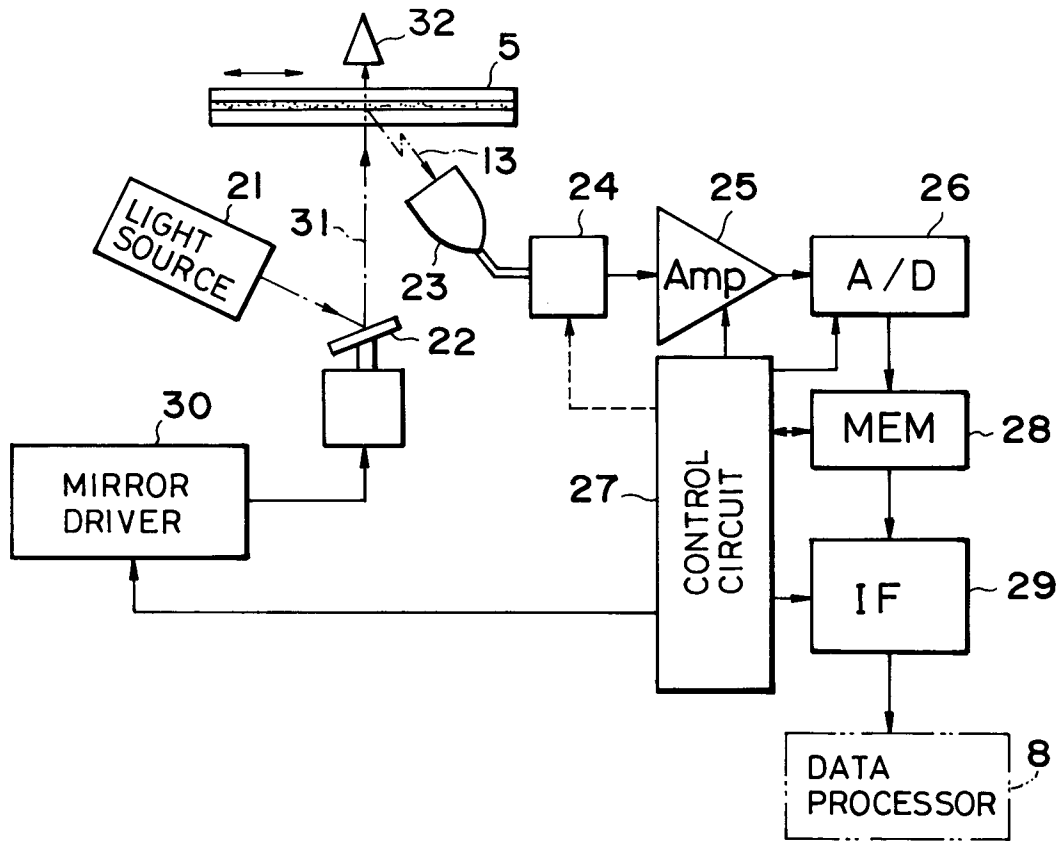 32
5
13
21
LIGHT
SOURCE
31
23
24
25
26
Amp
A/D
22
30
MIRROR
DRIVER
27
CONTROL
CIRCUIT
MEM
28
IF
29
DATA
PROCESSOR
8